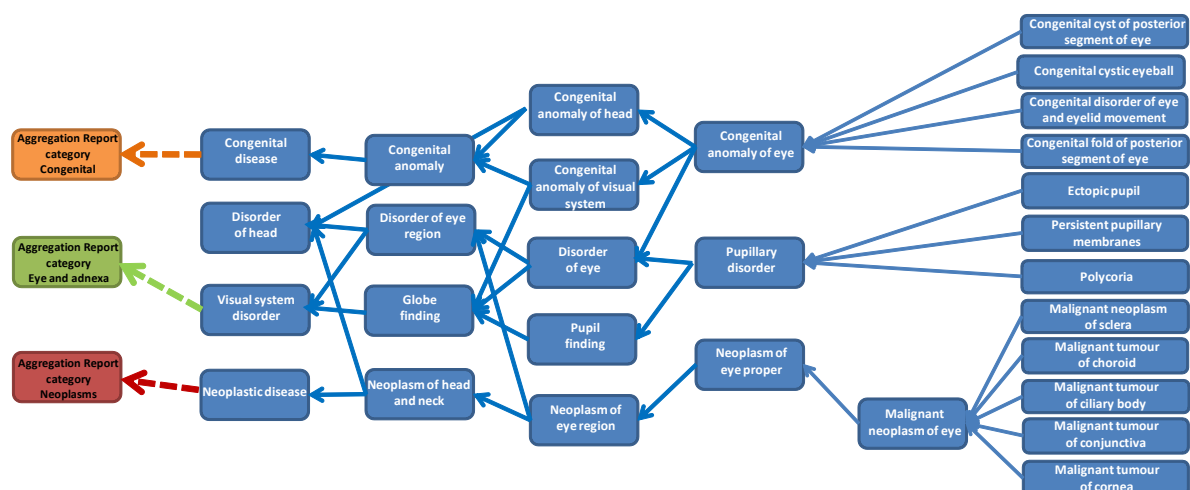 Aggregation Report
category
Congenital
Aggregation Report
category
Eye and adnexa
Aggregation Report
category
Neoplasms
Congenital
disease
Disorder
of head
Visual system
disorder
Neoplastic disease
Congenital
anomaly
Disorder of eye
region
Globe
finding
Neoplasm of head
and neck
Congenital
anomaly of head
Congenital
anomaly of visual
system
Disorder
of eye
Pupil
finding
Neoplasm of
eye region
Congenital
anomaly of eye
Pupillary
disorder
Neoplasm of
eye proper
Malignant
neoplasm of eye
Congenital cyst of posterior
segment of eye
Congenital cystic eyeball
Congenital disorder of eye
and eyelid movement
Congenital fold of posterior
segment of eye
Ectopic pupil
Persistent pupillary
membranes
Polycoria
Malignant neoplasm
of sclera
Malignant tumour
of choroid
Malignant tumour
of ciliary body
Malignant tumour
of conjunctiva
Malignant tumour
of cornea